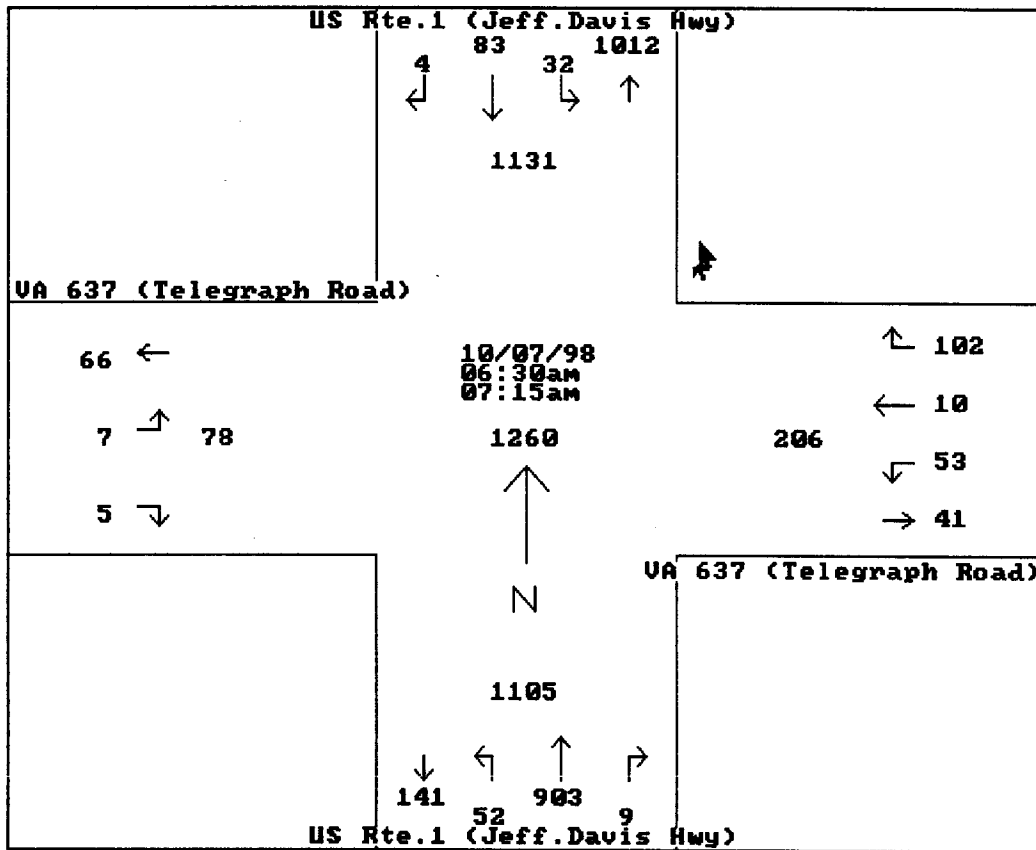 US Rte.1 (Jeff.Davis Hwy)
4 83 32 1012
1131
VA 637 (Telegraph Road)
66
102
10/07/98
06:30am
07:15am
10
7 78 1260 206
53
5
41
VA 637 (Telegraph Road)
N
1105
141 52 903 9
US Rte.1 (Jeff.Davis Hwy)